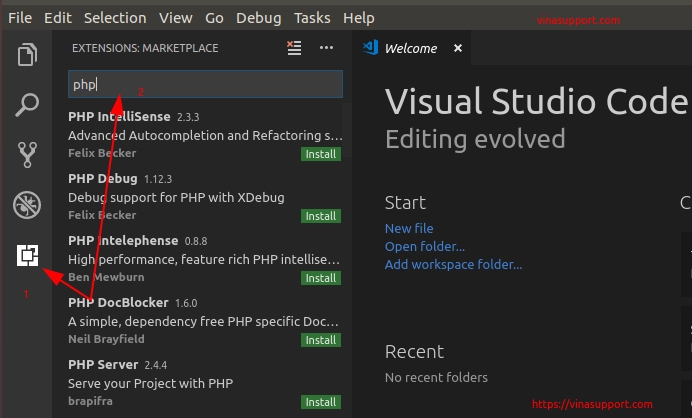 File Edit Selection View Go Debug Tasks Help
vinasupport.com
EXTENSIONS: MARKETPLACE
Welcome
php
2
PHP IntelliSense 2.3.3
Advanced Autocompletion and Refactoring s...
Felix Becker Install
PHP Debug 1.12.3
Debug support for PHP with XDebug
Felix Becker Install
PHP Intelephense 0.8.8
High performance, feature rich PHP intellise...
Ben Mewburn Install
1
PHP DocBlocker 1.6.0
A simple, dependency free PHP specific Doc...
Neil Brayfield Install
PHP Server 2.4.4
Serve your Project with PHP
brapifra Install
Visual Studio Code
Editing evolved
Start
New file
Open folder...
Add workspace folder...
Recent
No recent folders
https://vinasupport.com